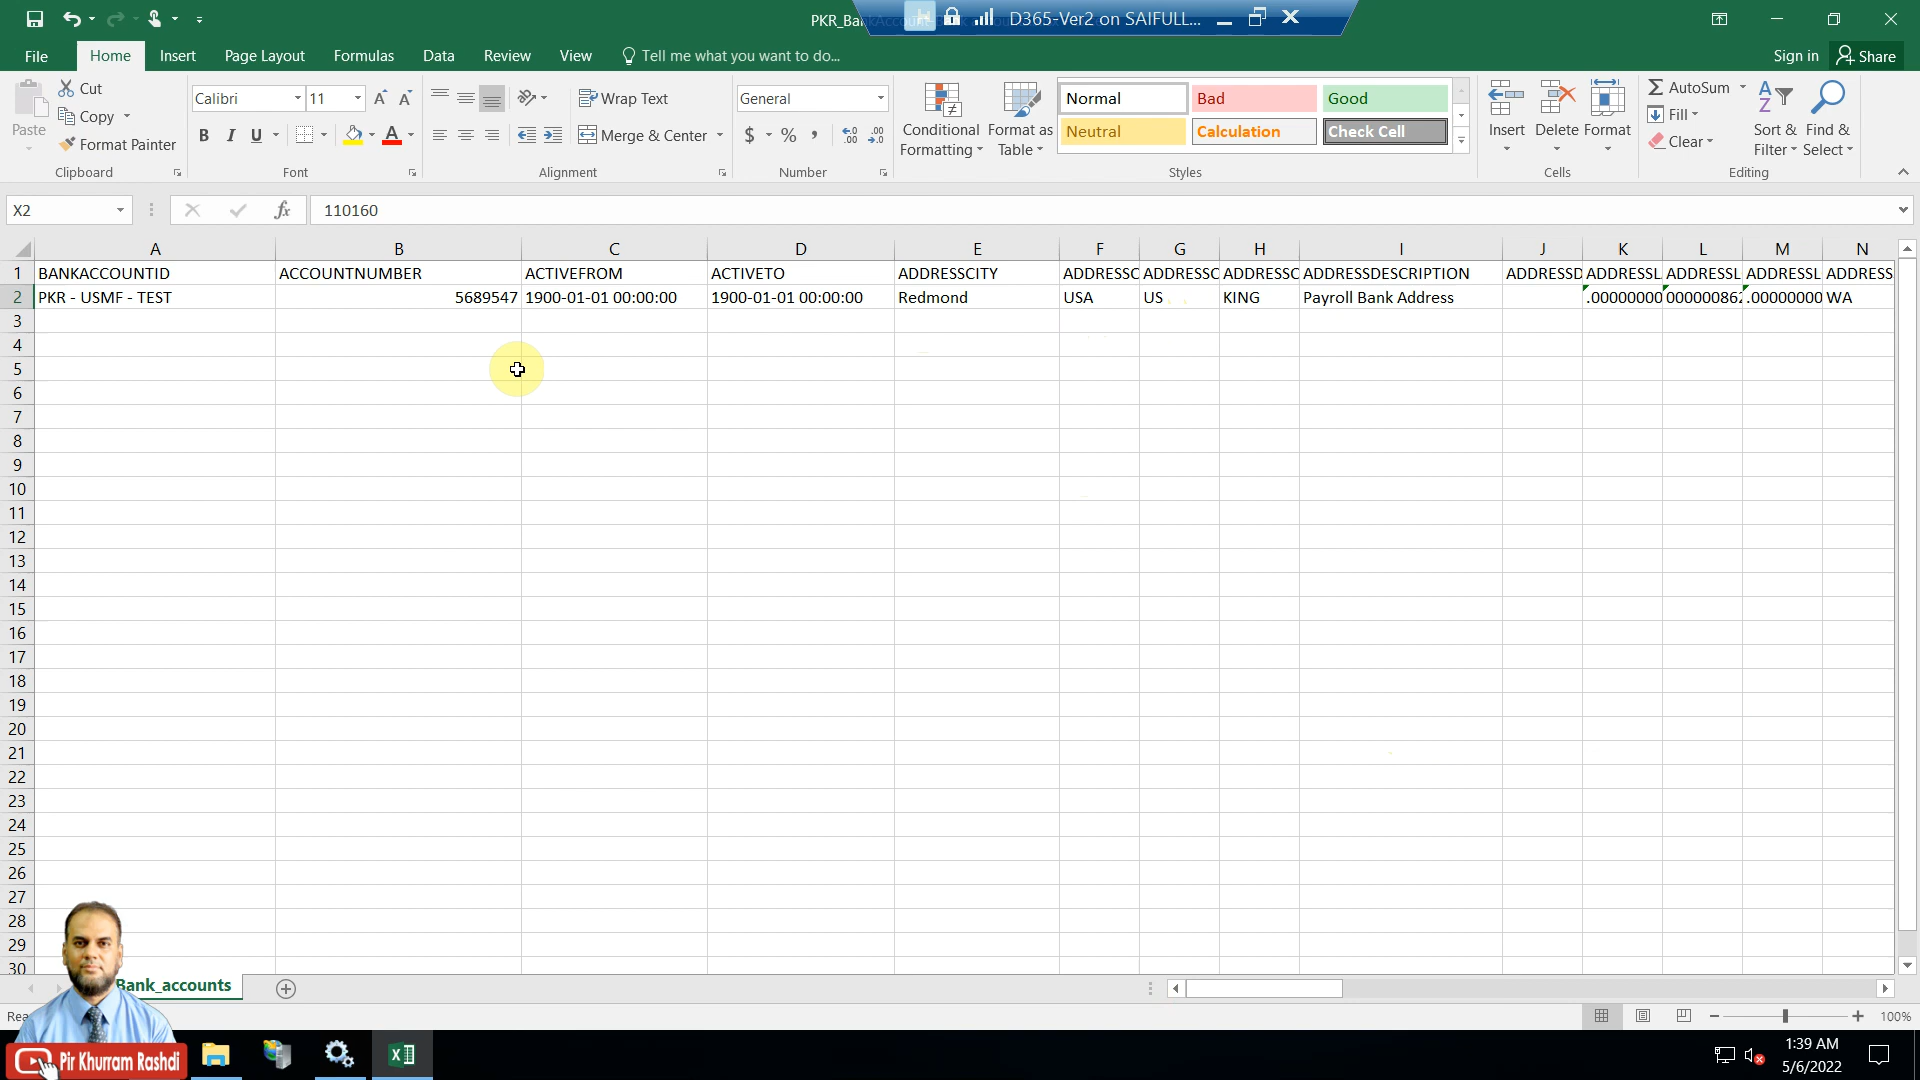 PKR_Ba
D365-Ver2 on SAIFULL...
File
Home
Insert
Page Layout
Formulas
Data
Review
View
Tell me what you want to do...
Sign in
Share
Paste
Cut
Copy
Format Painter
Clipboard
Calibri
11
B I U
Font
Wrap Text
Merge & Center
Alignment
General
$ % ,
Number
Conditional Formatting
Format as Table
Normal
Bad
Good
Neutral
Calculation
Check Cell
Styles
Insert
Delete
Format
Cells
AutoSum
Fill
Clear
Sort & Filter
Find & Select
Editing
X2
fx
110160
A B C D E F G H I J K L M N
1 BANKACCOUNTID ACCOUNTNUMBER ACTIVEFROM ACTIVETO ADDRESSCITY ADDRESSC ADDRESSC ADDRESSC ADDRESSDESCRIPTION ADDRESSD ADDRESSL ADDRESSL ADDRESSL ADDRESS
2 PKR - USMF - TEST 5689547 1900-01-01 00:00:00 1900-01-01 00:00:00 Redmond USA US KING Payroll Bank Address .00000000 00000086 .00000000 WA
3
4
5
6
7
8
9
10
11
12
13
14
15
16
17
18
19
20
21
22
23
24
25
26
27
28
29
30
Bank_accounts
Rea
100%
Pir Khurram Rashdi
1:39 AM
5/6/2022